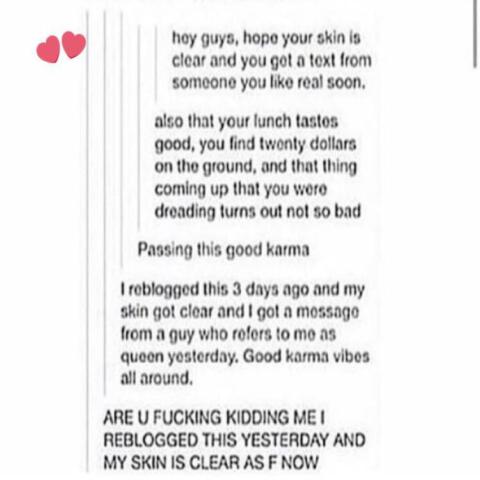 hey guys, hope your skin is
clear and you get a text from
someone you like real soon.
also that your lunch tastes
good, you find twenty dollars
on the ground, and that thing
coming up that you were
dreading turns out not so bad
Passing this good karma
I reblogged this 3 days ago and my
skin got clear and I got a message
from a guy who refers to me as
queen yesterday. Good karma vibes
all around.
ARE U FUCKING KIDDING ME I
REBLOGGED THIS YESTERDAY AND
MY SKIN IS CLEAR AS F NOW